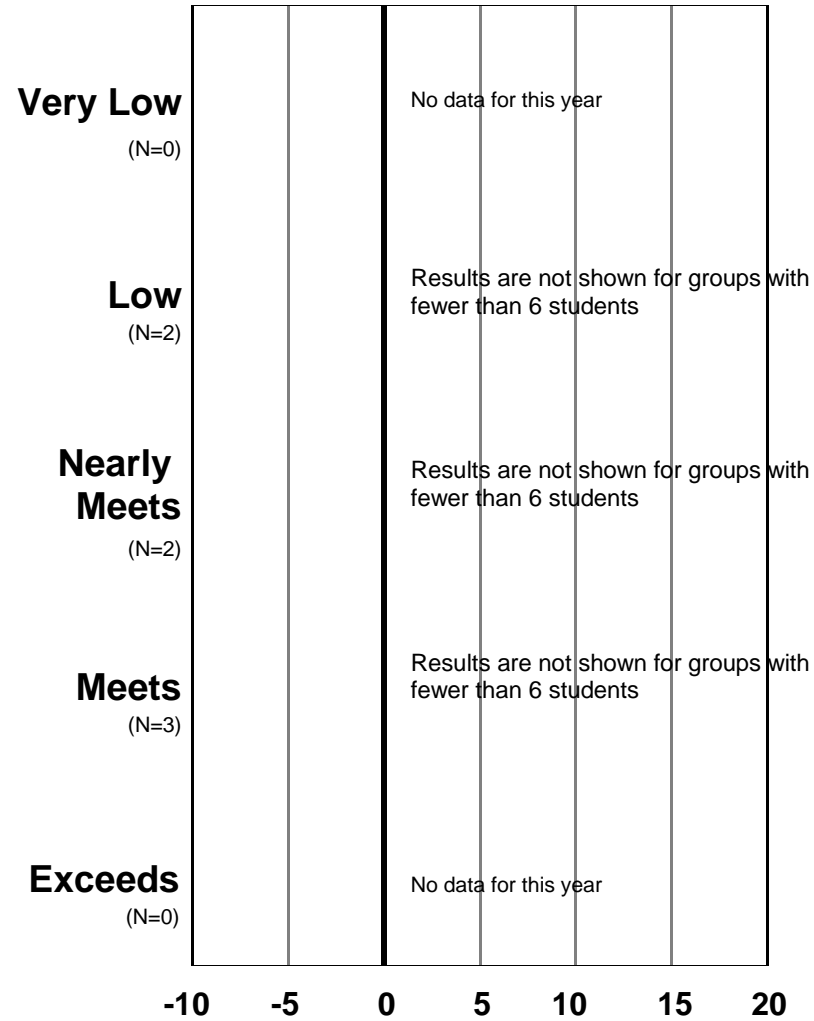 Very Low
No data for this year
(N=0)
Low
Results are not shown for groups with
fewer than 6 students
(N=2)
Nearly
Meets
Results are not shown for groups with
fewer than 6 students
(N=2)
Meets
Results are not shown for groups with
fewer than 6 students
(N=3)
Exceeds
No data for this year
(N=0)
-10 -5 0 5 10 15 20